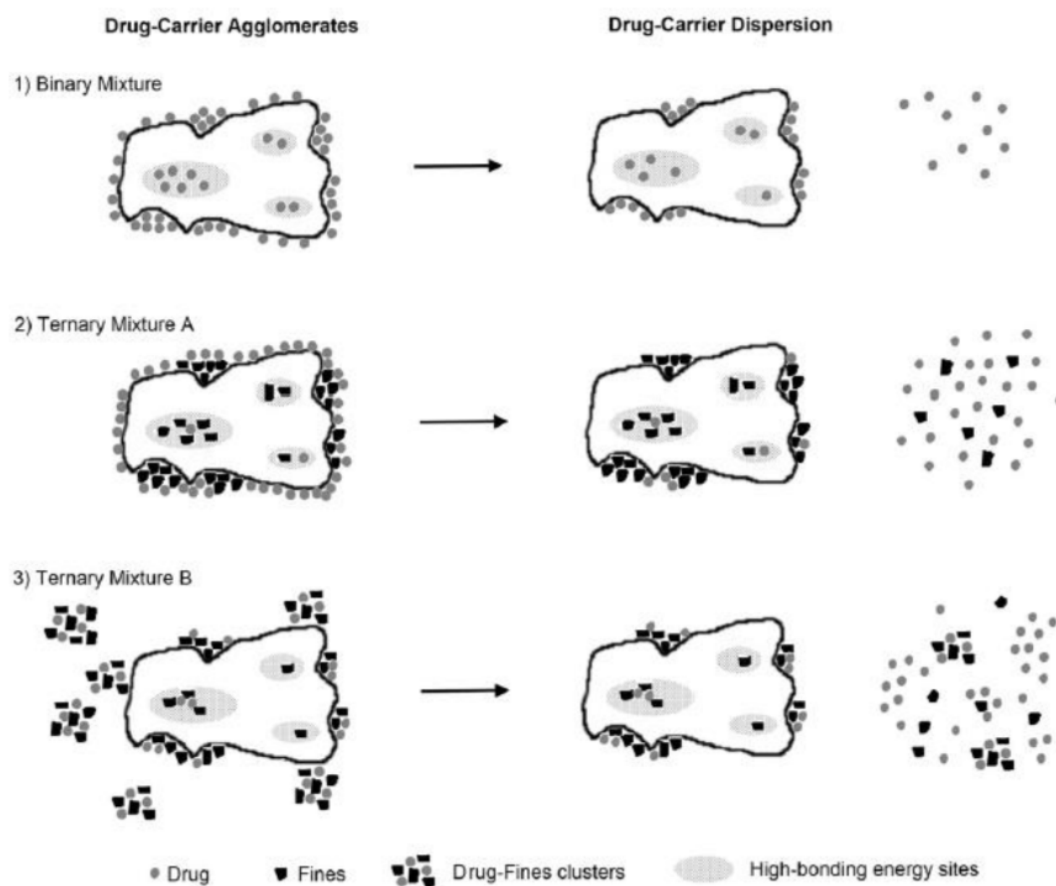 Drug-Carrier Agglomerates
Drug-Carrier Dispersion
1) Binary Mixture
2) Ternary Mixture A
3) Ternary Mixture B
Drug
Fines
Drug-Fines clusters
High-bonding energy sites